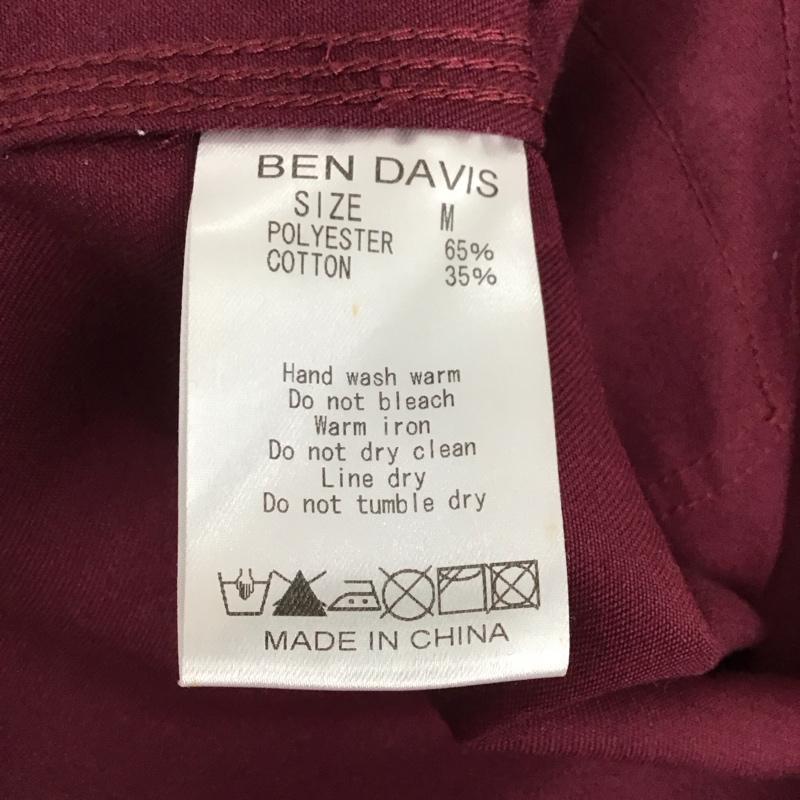 BEN DAVIS
SIZE M
POLYESTER 65%
COTTON 35%
Hand wash warm
Do not bleach
Warm iron
Do not dry clean
Line dry
Do not tumble dry
MADE IN CHINA